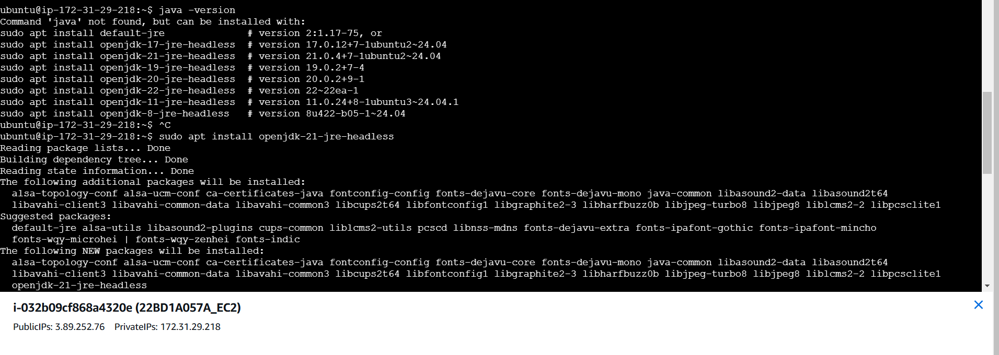 ubuntu@ip-172-31-29-218:~$ java -version
Command 'java' not found, but can be installed with:
sudo apt install default-jre              # version 2:1.17-75, or
sudo apt install openjdk-17-jre-headless  # version 17.0.12+7-1ubuntu2~24.04
sudo apt install openjdk-21-jre-headless  # version 21.0.4+7-1ubuntu2~24.04
sudo apt install openjdk-19-jre-headless  # version 19.0.2+7-4
sudo apt install openjdk-20-jre-headless  # version 20.0.2+9-1
sudo apt install openjdk-22-jre-headless  # version 22~22ea-1
sudo apt install openjdk-11-jre-headless  # version 11.0.24+8-1ubuntu3~24.04.1
sudo apt install openjdk-8-jre-headless   # version 8u422-b05-1~24.04
ubuntu@ip-172-31-29-218:~$ ^C
ubuntu@ip-172-31-29-218:~$ sudo apt install openjdk-21-jre-headless
Reading package lists... Done
Building dependency tree... Done
Reading state information... Done
The following additional packages will be installed:
  alsa-topology-conf alsa-ucm-conf ca-certificates-java fontconfig-config fonts-dejavu-core fonts-dejavu-mono java-common libasound2-data libasound2t64
  libavahi-client3 libavahi-common-data libavahi-common3 libcups2t64 libfontconfig1 libgraphite2-3 libharfbuzz0b libjpeg-turbo8 libjpeg8 liblcms2-2 libpcsclite1
Suggested packages:
  default-jre alsa-utils libasound2-plugins cups-common liblcms2-utils pcscd libnss-mdns fonts-dejavu-extra fonts-ipafont-gothic fonts-ipafont-mincho
  fonts-wqy-microhei | fonts-wqy-zenhei fonts-indic
The following NEW packages will be installed:
  alsa-topology-conf alsa-ucm-conf ca-certificates-java fontconfig-config fonts-dejavu-core fonts-dejavu-mono java-common libasound2-data libasound2t64
  libavahi-client3 libavahi-common-data libavahi-common3 libcups2t64 libfontconfig1 libgraphite2-3 libharfbuzz0b libjpeg-turbo8 libjpeg8 liblcms2-2 libpcsclite1
  openjdk-21-jre-headless
i-032b09cf868a4320e (22BD1A057A_EC2)
PublicIPs: 3.89.252.76    PrivateIPs: 172.31.29.218